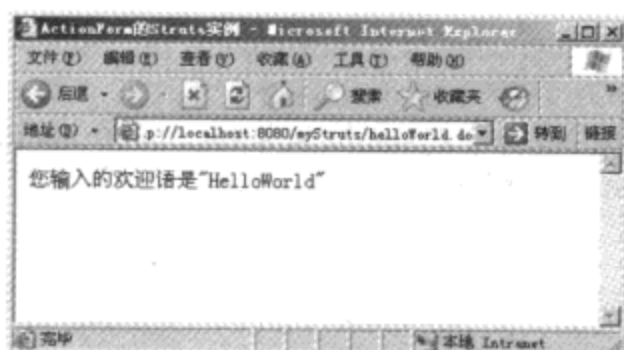 ActionForm的Struts实例 - Microsoft Internet Explorer
文件(F) 编辑(E) 查看(V) 收藏(A) 工具(T) 帮助(H)
后退 搜索 收藏夹 »
地址(D) .p://localhost:8080/myStruts/helloWorld.do 转到 链接
您输入的欢迎语是"HelloWorld"
完毕 本地 Intranet